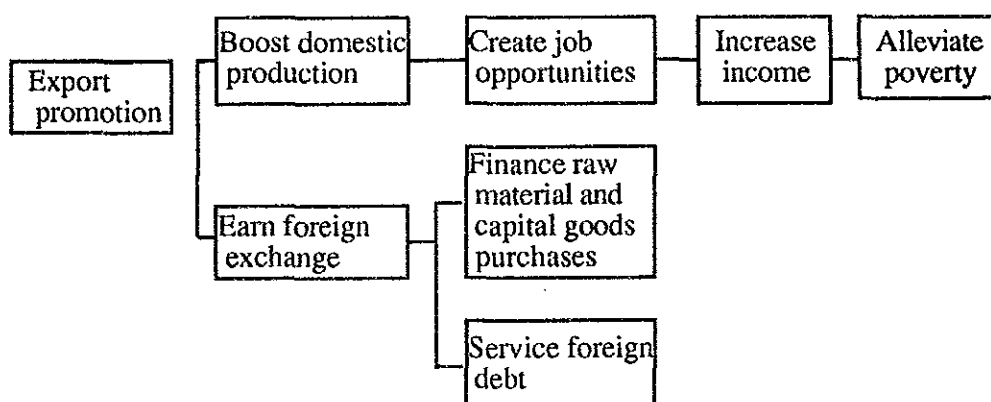 Export
promotion
Boost domestic
production
Create job
opportunities
Increase
income
Alleviate
poverty
Earn foreign
exchange
Finance raw
material and
capital goods
purchases
Service foreign
debt